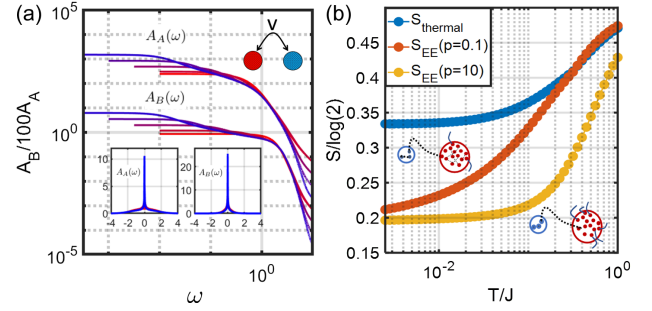 (a)
A_A(ω)
V
A_B(ω)
A_B/100A_A
10^5
10^0
10^-5
A_A(ω)
10
5
0
-4 -2 0 2 4
A_B(ω)
20
10
0
-4 -2 0 2 4
10^0
ω
(b)
S_thermal
S_EE(p=0.1)
S_EE(p=10)
S/log(2)
0.45
0.4
0.35
0.3
0.25
0.2
0.15
10^-2
10^0
T/J